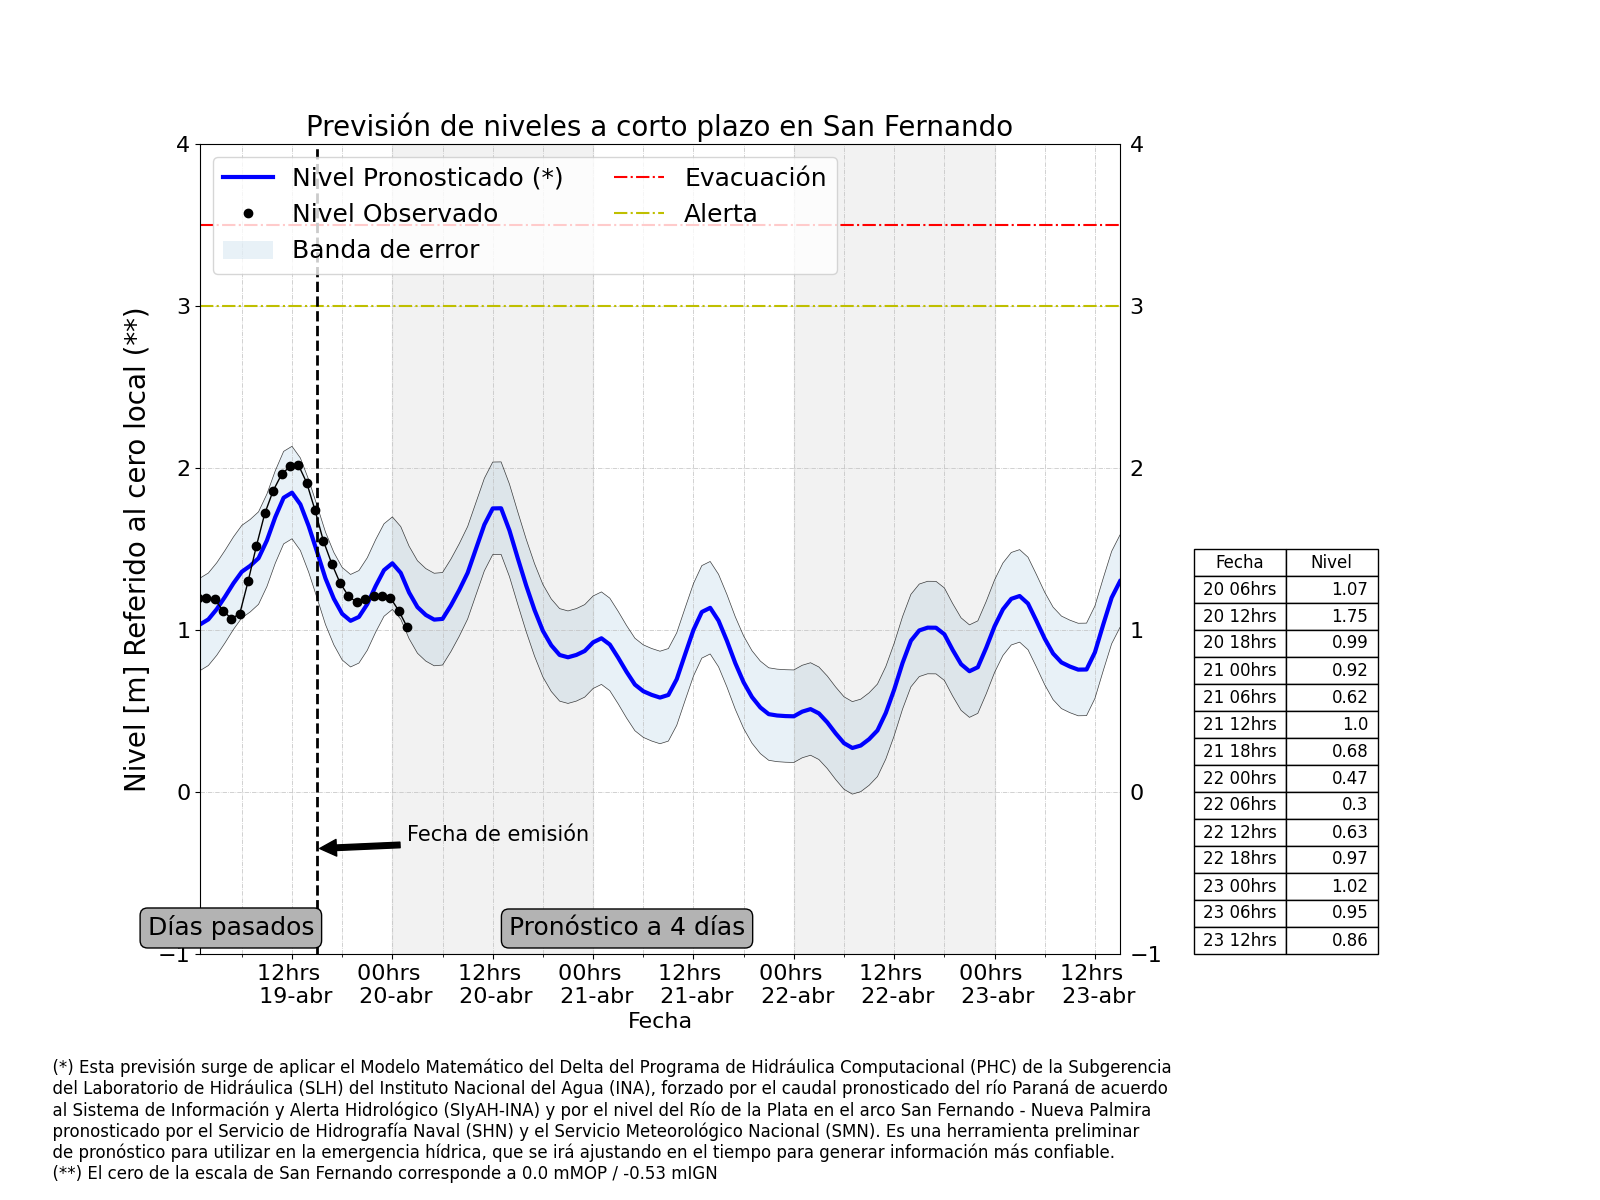 Previsión de niveles a corto plazo en San Fernando
Nivel Pronosticado (*)
Nivel Observado
Banda de error
Evacuación
Alerta
Nivel [m] Referido al cero local (**)
4
3
2
1
0
−1
4
3
2
1
0
−1
Fecha de emisión
Días pasados
Pronóstico a 4 días
12hrs
19-abr
00hrs
20-abr
12hrs
20-abr
00hrs
21-abr
12hrs
21-abr
00hrs
22-abr
12hrs
22-abr
00hrs
23-abr
12hrs
23-abr
Fecha
Fecha Nivel
20 06hrs 1.07
20 12hrs 1.75
20 18hrs 0.99
21 00hrs 0.92
21 06hrs 0.62
21 12hrs 1.0
21 18hrs 0.68
22 00hrs 0.47
22 06hrs 0.3
22 12hrs 0.63
22 18hrs 0.97
23 00hrs 1.02
23 06hrs 0.95
23 12hrs 0.86
(*) Esta previsión surge de aplicar el Modelo Matemático del Delta del Programa de Hidráulica Computacional (PHC) de la Subgerencia
del Laboratorio de Hidráulica (SLH) del Instituto Nacional del Agua (INA), forzado por el caudal pronosticado del río Paraná de acuerdo
al Sistema de Información y Alerta Hidrológico (SIyAH-INA) y por el nivel del Río de la Plata en el arco San Fernando - Nueva Palmira
pronosticado por el Servicio de Hidrografía Naval (SHN) y el Servicio Meteorológico Nacional (SMN). Es una herramienta preliminar
de pronóstico para utilizar en la emergencia hídrica, que se irá ajustando en el tiempo para generar información más confiable.
(**) El cero de la escala de San Fernando corresponde a 0.0 mMOP / -0.53 mIGN